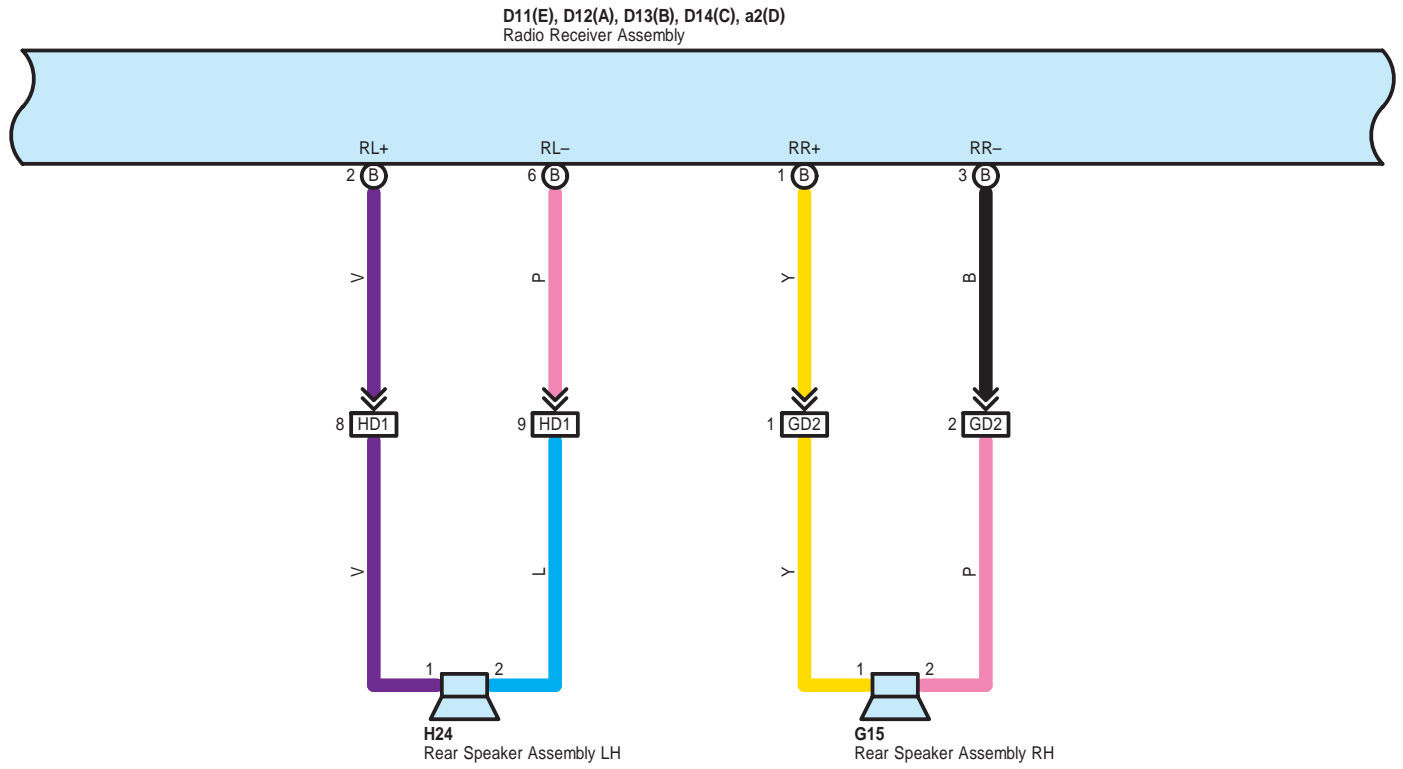 D11(E), D12(A), D13(B), D14(C), a2(D)
Radio Receiver Assembly
RL+ RL– RR+ RR–
2 B 6 B 1 B 3 B
V P Y B
8 HD1 9 HD1 1 GD2 2 GD2
V L Y P
1 2 1 2
H24 G15
Rear Speaker Assembly LH Rear Speaker Assembly RH